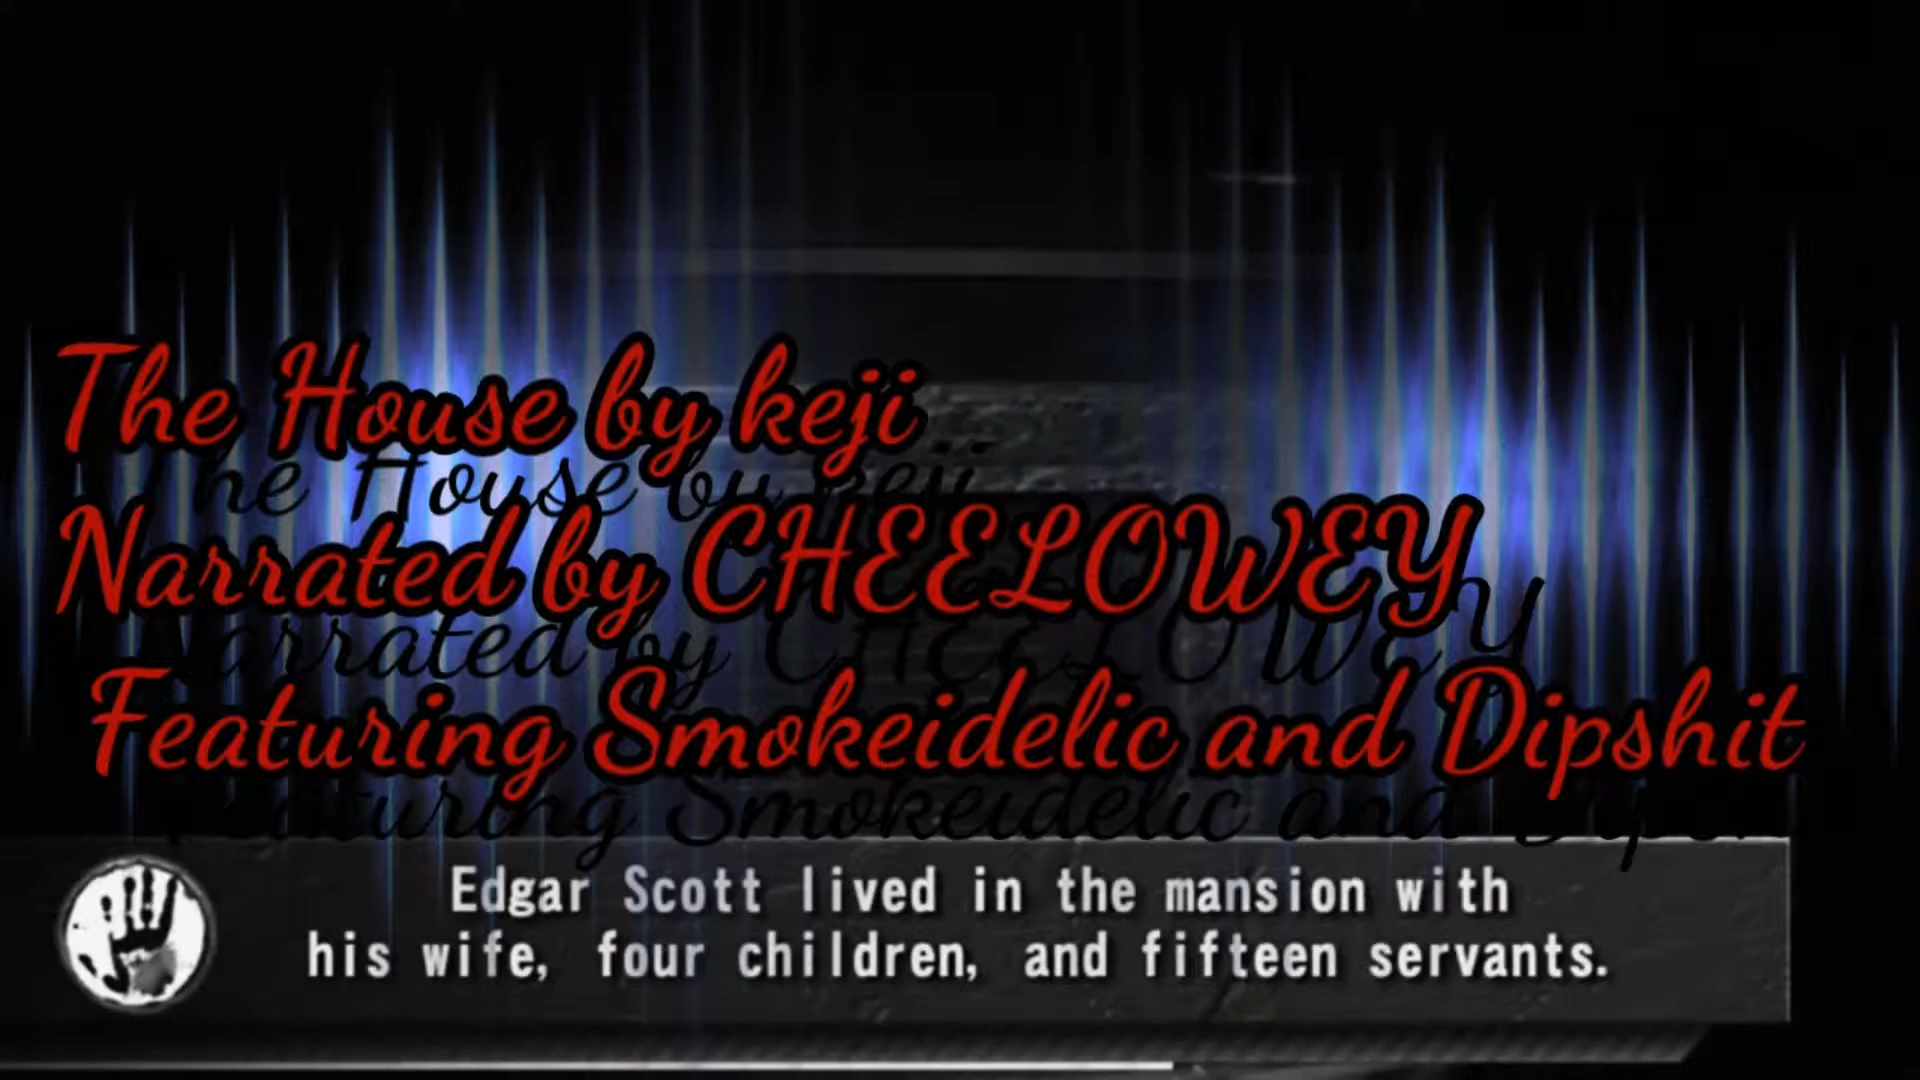 The House by keji
Narrated by CHEELOWEY
Featuring Smokeidelic and Dipshit
Edgar Scott lived in the mansion with
his wife, four children, and fifteen servants.